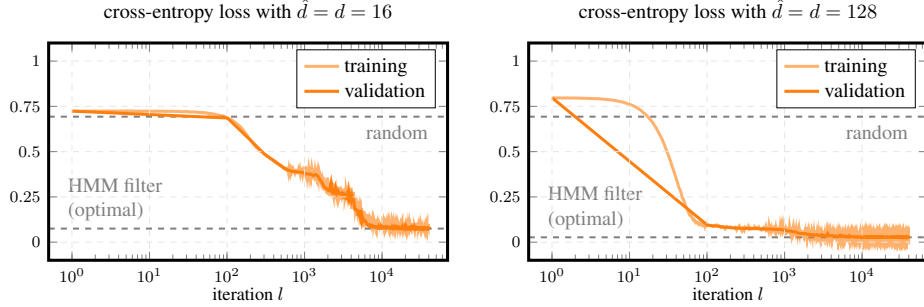 cross-entropy loss with d̂ = d = 16
1
0.75
0.5
0.25
0
training
validation
random
HMM filter
(optimal)
10⁰ 10¹ 10² 10³ 10⁴
iteration l
cross-entropy loss with d̂ = d = 128
1
0.75
0.5
0.25
0
training
validation
random
HMM filter
(optimal)
10⁰ 10¹ 10² 10³ 10⁴
iteration l